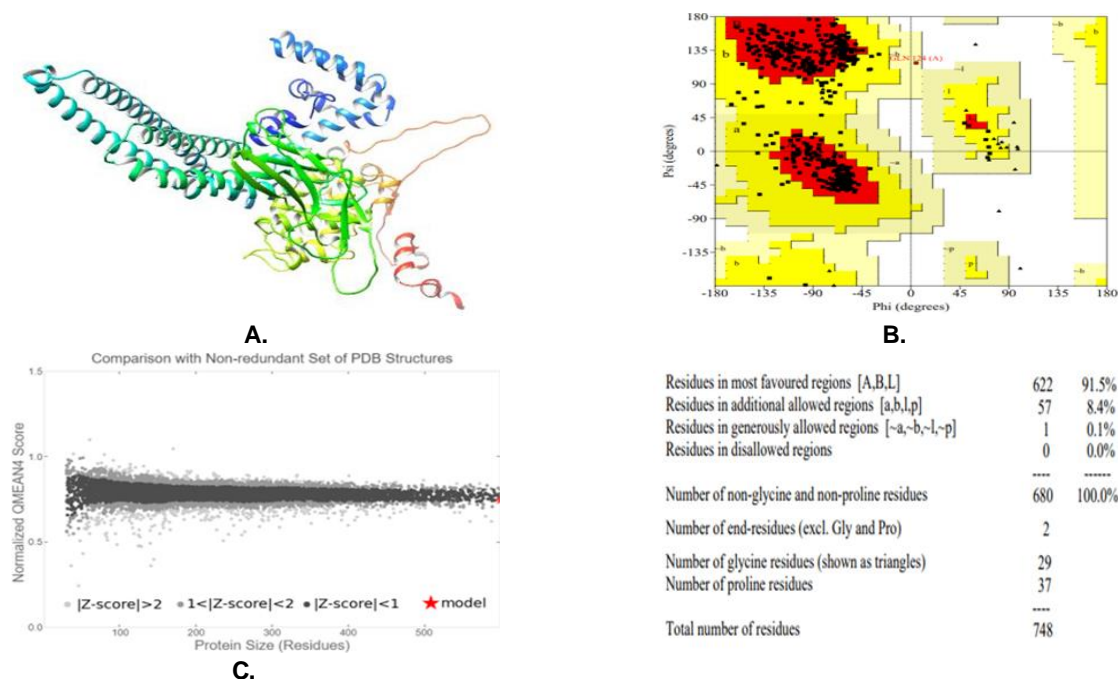 180
135
90
45
0
-45
-90
-135
Psi (degrees)
b
a
l
GLN 124 (A)
~l
~a
~b
b
~b
b
~p
p
~b
-180 -135 -90 -45 0 45 90 135 180
Phi (degrees)
A.
B.
Comparison with Non-redundant Set of PDB Structures
1.5
1.0
0.5
0.0
Normalized QMEAN4 Score
|Z-score|>2 1<|Z-score|<2 |Z-score|<1 model
100 200 300 400 500
Protein Size (Residues)
C.
Residues in most favoured regions [A,B,L] 622 91.5%
Residues in additional allowed regions [a,b,l,p] 57 8.4%
Residues in generously allowed regions [~a,~b,~l,~p] 1 0.1%
Residues in disallowed regions 0 0.0%
---- ------
Number of non-glycine and non-proline residues 680 100.0%
Number of end-residues (excl. Gly and Pro) 2
Number of glycine residues (shown as triangles) 29
Number of proline residues 37
----
Total number of residues 748